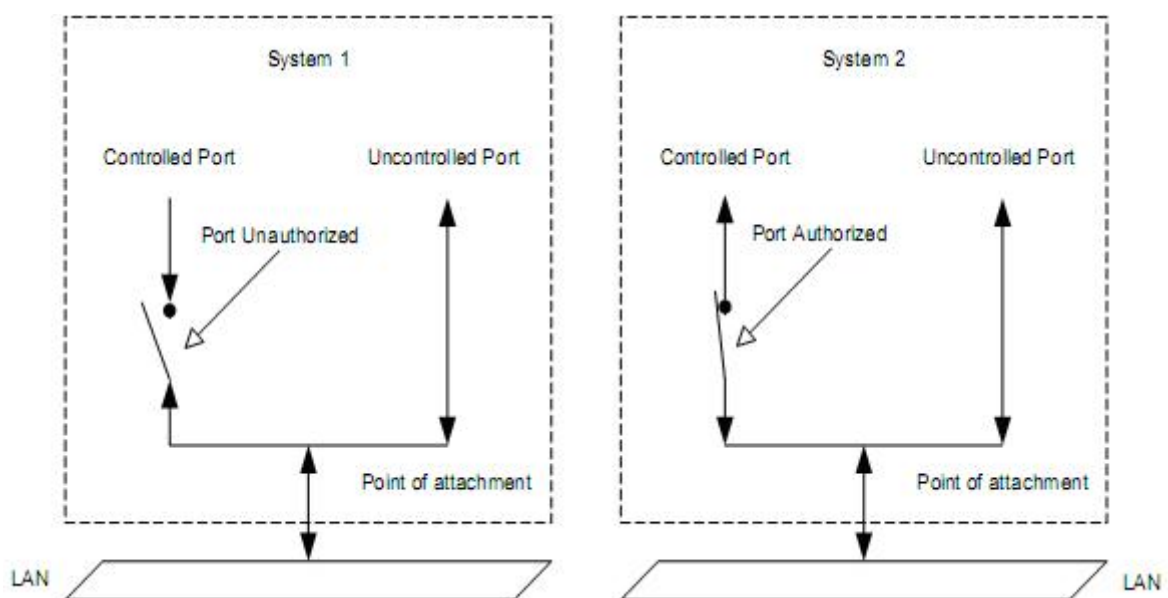 System 1
Controlled Port
Uncontrolled Port
Port Unauthorized
Point of attachment
LAN
System 2
Controlled Port
Uncontrolled Port
Port Authorized
Point of attachment
LAN